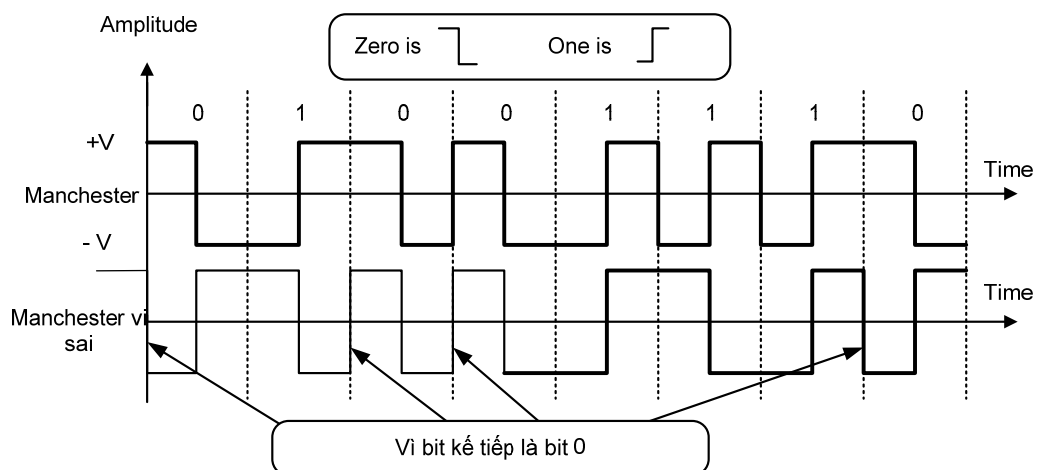 Amplitude
Zero is
One is
0 1 0 0 1 1 1 0
+V
Time
Manchester
- V
Time
Manchester vi
sai
Vì bit kế tiếp là bit 0